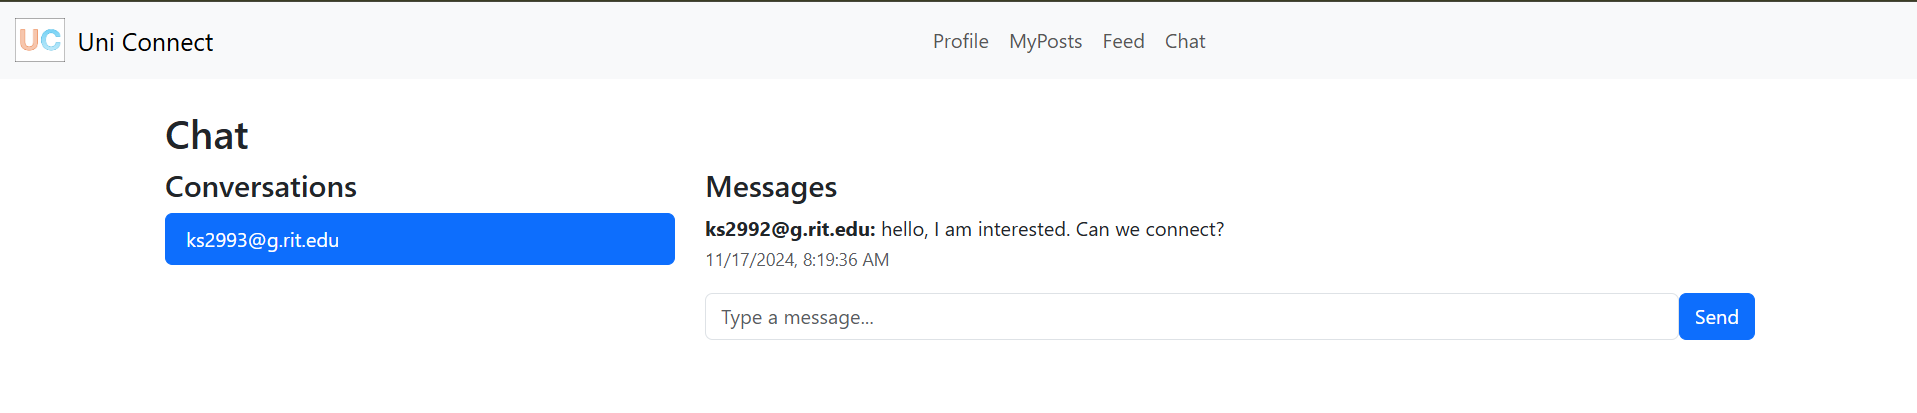 UC Uni Connect Profile MyPosts Feed Chat
Chat
Conversations
ks2993@g.rit.edu
Messages
ks2992@g.rit.edu: hello, I am interested. Can we connect?
11/17/2024, 8:19:36 AM
Type a message... Send